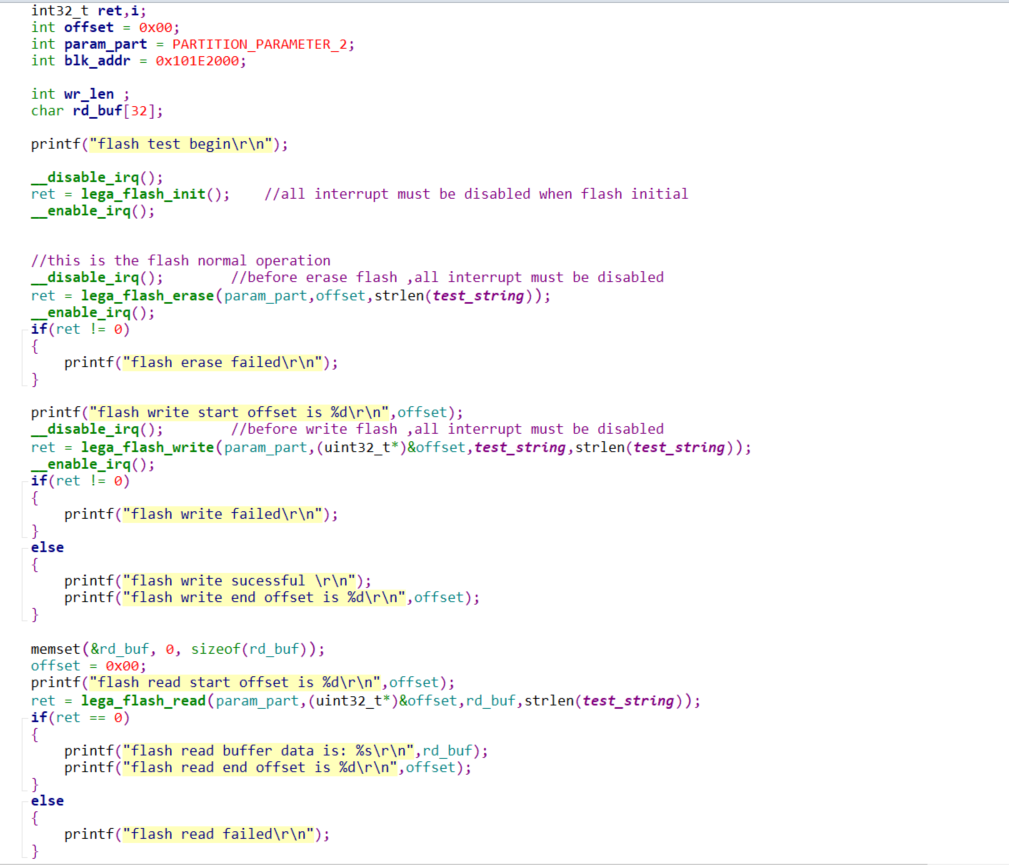 int32_t ret,i;
int offset = 0x00;
int param_part = PARTITION_PARAMETER_2;
int blk_addr = 0x101E2000;
int wr_len ;
char rd_buf[32];
printf("flash test begin\r\n");
__disable_irq();
ret = lega_flash_init();    //all interrupt must be disabled when flash initial
__enable_irq();
//this is the flash normal operation
__disable_irq();        //before erase flash ,all interrupt must be disabled
ret = lega_flash_erase(param_part,offset,strlen(test_string));
__enable_irq();
if(ret != 0)
{
    printf("flash erase failed\r\n");
}
printf("flash write start offset is %d\r\n",offset);
__disable_irq();        //before write flash ,all interrupt must be disabled
ret = lega_flash_write(param_part,(uint32_t*)&offset,test_string,strlen(test_string));
__enable_irq();
if(ret != 0)
{
    printf("flash write failed\r\n");
}
else
{
    printf("flash write sucessful \r\n");
    printf("flash write end offset is %d\r\n",offset);
}
memset(&rd_buf, 0, sizeof(rd_buf));
offset = 0x00;
printf("flash read start offset is %d\r\n",offset);
ret = lega_flash_read(param_part,(uint32_t*)&offset,rd_buf,strlen(test_string));
if(ret == 0)
{
    printf("flash read buffer data is: %s\r\n",rd_buf);
    printf("flash read end offset is %d\r\n",offset);
}
else
{
    printf("flash read failed\r\n");
}